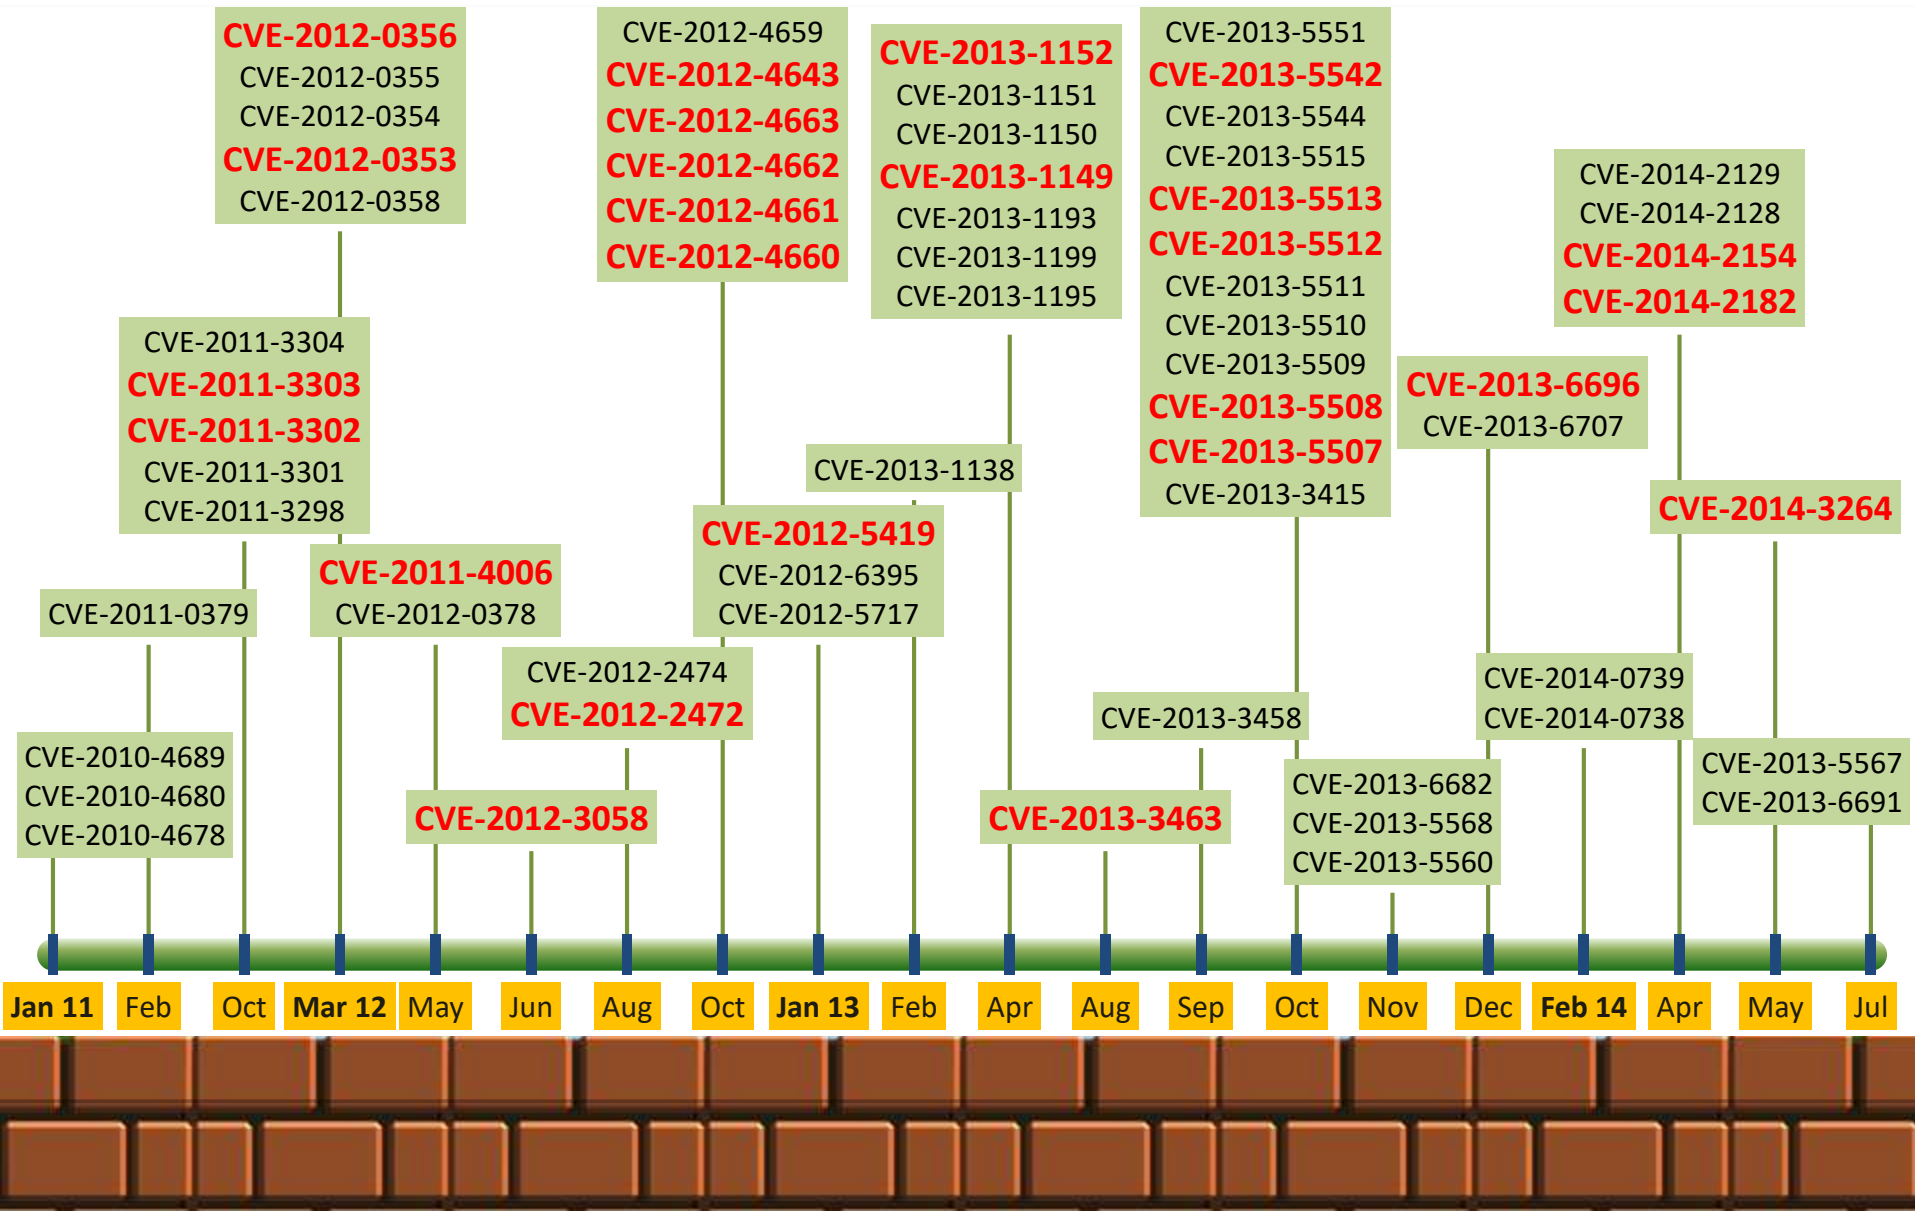 CVE-2012-0356
CVE-2012-0355
CVE-2012-0354
CVE-2012-0353
CVE-2012-0358
CVE-2012-4659
CVE-2012-4643
CVE-2012-4663
CVE-2012-4662
CVE-2012-4661
CVE-2012-4660
CVE-2013-1152
CVE-2013-1151
CVE-2013-1150
CVE-2013-1149
CVE-2013-1193
CVE-2013-1199
CVE-2013-1195
CVE-2013-5551
CVE-2013-5542
CVE-2013-5544
CVE-2013-5515
CVE-2013-5513
CVE-2013-5512
CVE-2013-5511
CVE-2013-5510
CVE-2013-5509
CVE-2013-5508
CVE-2013-5507
CVE-2013-3415
CVE-2014-2129
CVE-2014-2128
CVE-2014-2154
CVE-2014-2182
CVE-2011-3304
CVE-2011-3303
CVE-2011-3302
CVE-2011-3301
CVE-2011-3298
CVE-2013-6696
CVE-2013-6707
CVE-2013-1138
CVE-2014-3264
CVE-2012-5419
CVE-2012-6395
CVE-2012-5717
CVE-2011-4006
CVE-2012-0378
CVE-2011-0379
CVE-2012-2474
CVE-2012-2472
CVE-2014-0739
CVE-2014-0738
CVE-2013-3458
CVE-2010-4689
CVE-2010-4680
CVE-2010-4678
CVE-2013-5567
CVE-2013-6691
CVE-2013-6682
CVE-2013-5568
CVE-2013-5560
CVE-2012-3058
CVE-2013-3463
Jan 11 Feb Oct Mar 12 May Jun Aug Oct Jan 13 Feb Apr Aug Sep Oct Nov Dec Feb 14 Apr May Jul